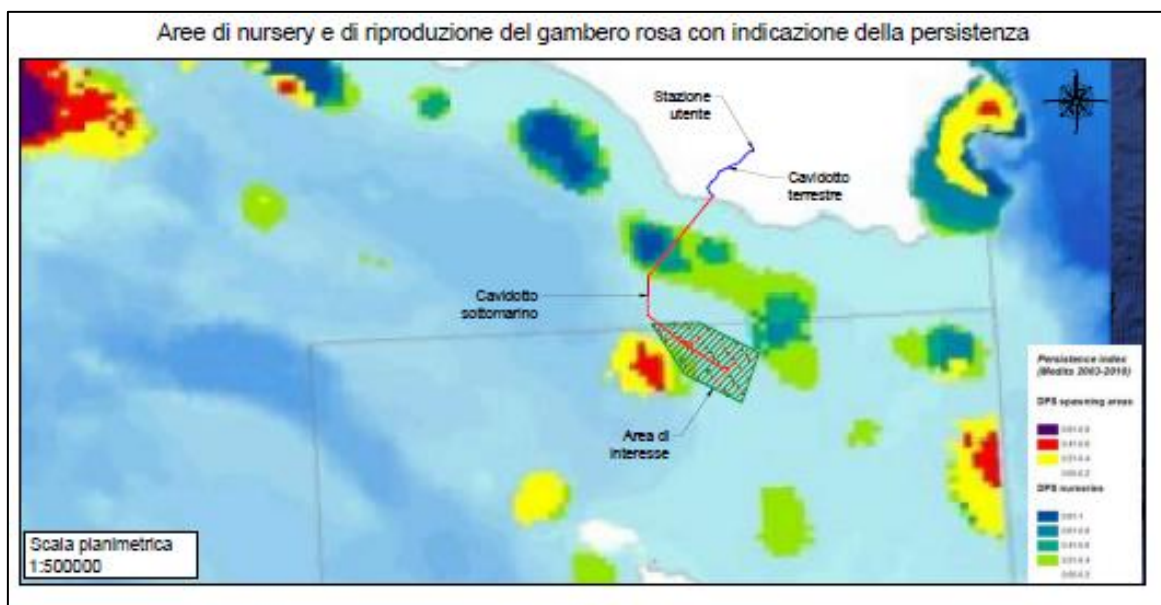 Aree di nursery e di riproduzione del gambero rosa con indicazione della persistenza
Stazione
utente
Cavidotto
terrestre
Cavidotto
sottomarino
Area di
interesse
Persistence index
(Medits 2003-2010)
DPS spawning areas
DPS nurseries
Scala planimetrica
1:500000